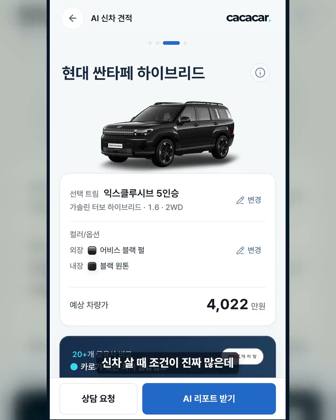 AI 신차 견적
cacacar.
현대 싼타페 하이브리드
선택 트림 익스클루시브 5인승
변경
가솔린 터보 하이브리드 · 1.6 · 2WD
컬러/옵션
외장 어비스 블랙 펄
변경
내장 블랙 원톤
예상 차량가
4,022 만원
20+개
카로
신차 살 때 조건이 진짜 많은데
상담 요청
AI 리포트 받기